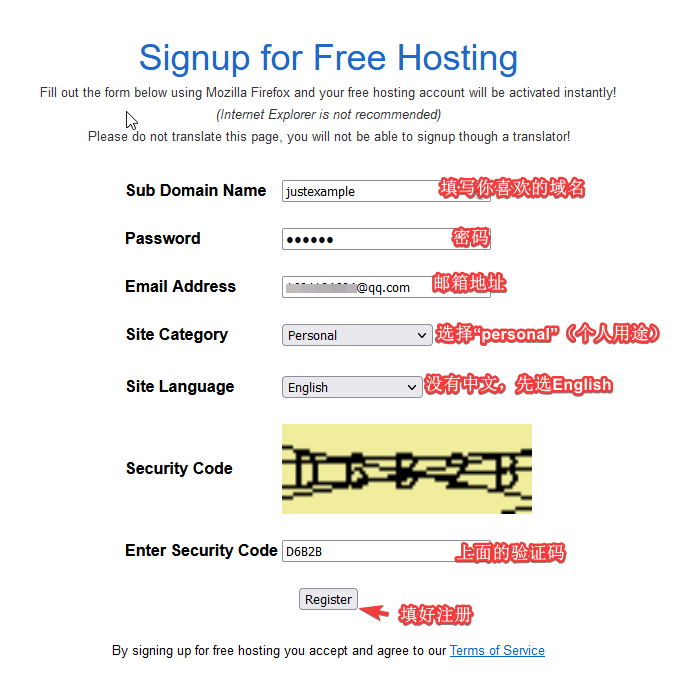 Signup for Free Hosting
Fill out the form below using Mozilla Firefox and your free hosting account will be activated instantly!
(Internet Explorer is not recommended)
Please do not translate this page, you will not be able to signup though a translator!
Sub Domain Name justexample 填写你喜欢的域名
Password ●●●●●● 密码
Email Address @qq.com 邮箱地址
Site Category Personal 选择“personal”（个人用途）
Site Language English 没有中文，先选English
Security Code
Enter Security Code D6B2B 上面的验证码
Register 填好注册
By signing up for free hosting you accept and agree to our Terms of Service